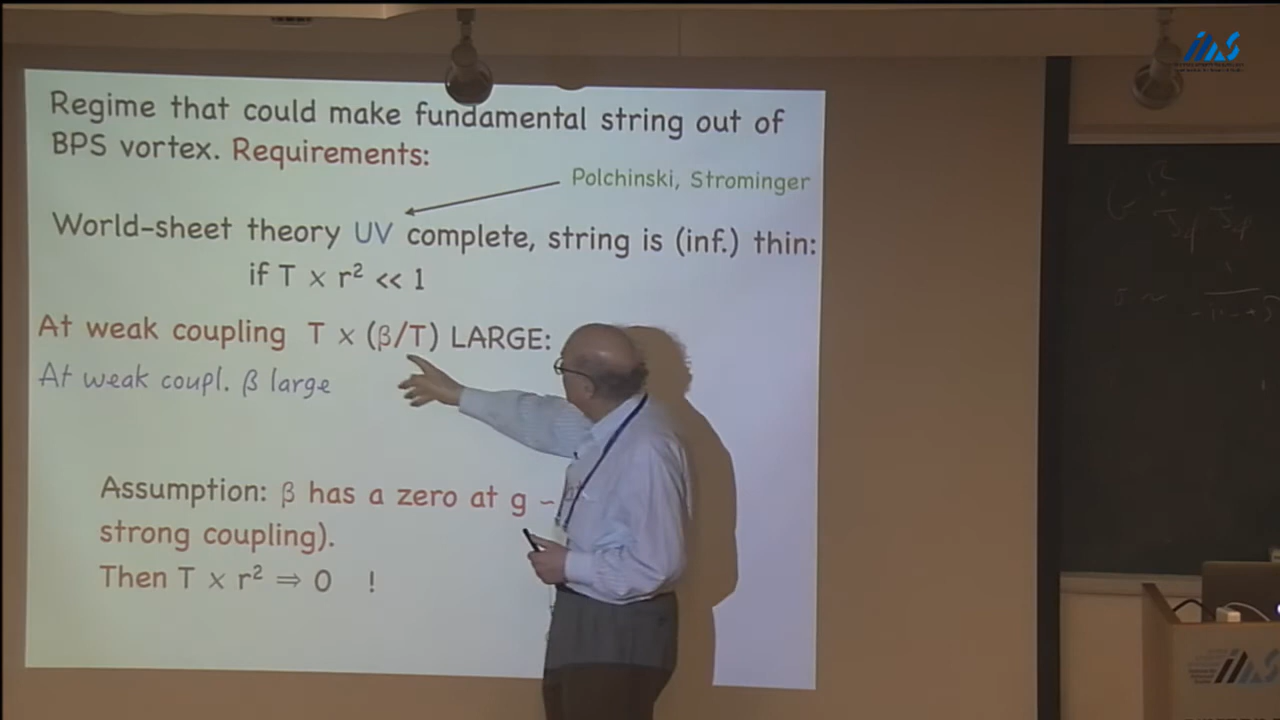 Regime that could make fundamental string out of
BPS vortex. Requirements:
Polchinski, Strominger
World-sheet theory UV complete, string is (inf.) thin:
if T × r² << 1
At weak coupling T × (β/T) LARGE:
At weak coupl. β large
Assumption: β has a zero at g ~
strong coupling).
Then T × r² ⇒ 0 !